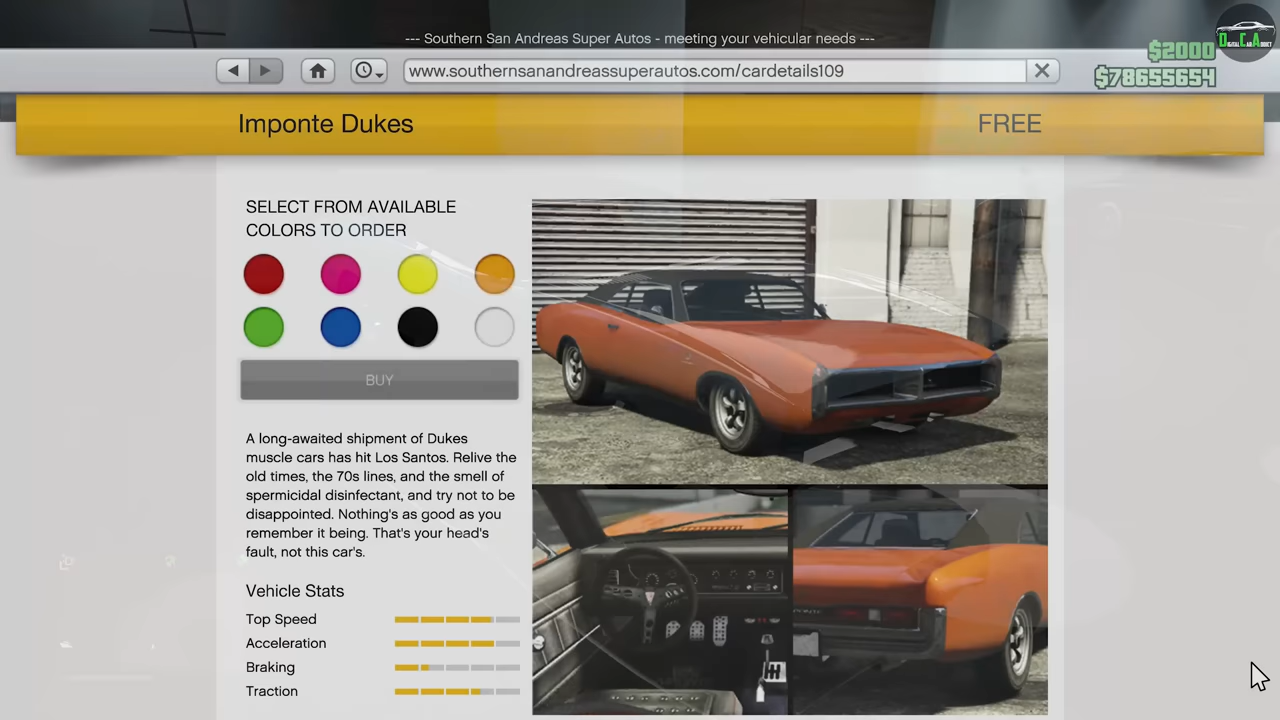 --- Southern San Andreas Super Autos - meeting your vehicular needs ---
www.southernsanandreassuperautos.com/cardetails109
$2000
$78655654
Imponte Dukes
FREE
SELECT FROM AVAILABLE
COLORS TO ORDER
BUY
A long-awaited shipment of Dukes
muscle cars has hit Los Santos. Relive the
old times, the 70s lines, and the smell of
spermicidal disinfectant, and try not to be
disappointed. Nothing's as good as you
remember it being. That's your head's
fault, not this car's.
Vehicle Stats
Top Speed
Acceleration
Braking
Traction